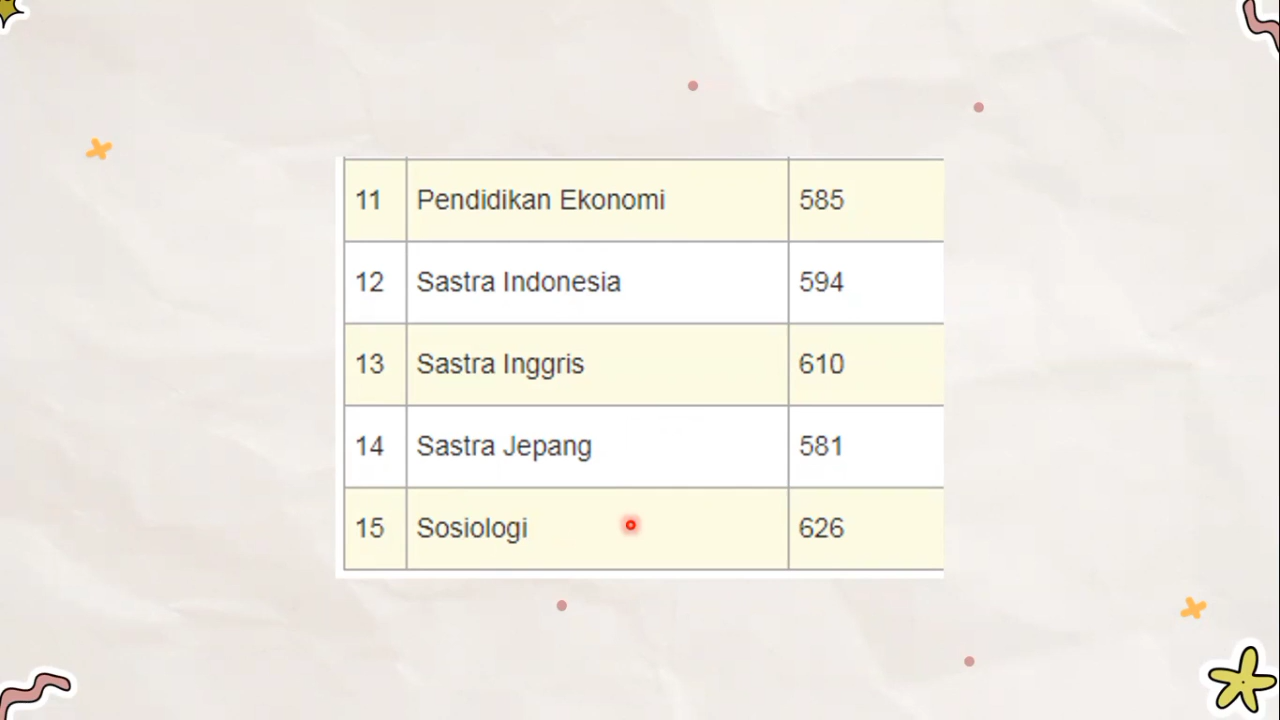 11 Pendidikan Ekonomi 585
12 Sastra Indonesia 594
13 Sastra Inggris 610
14 Sastra Jepang 581
15 Sosiologi 626